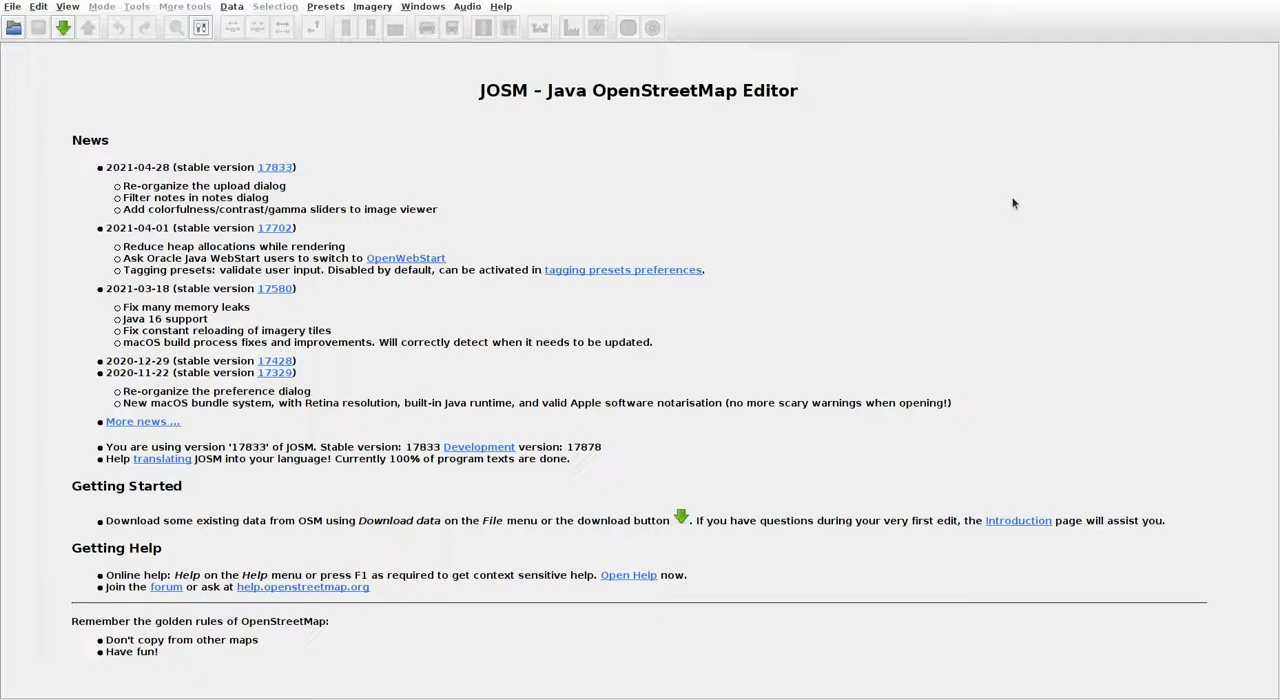 File Edit View Mode Tools More tools Data Selection Presets Imagery Windows Audio Help
JOSM – Java OpenStreetMap Editor
News
2021-04-28 (stable version 17833)
Re-organize the upload dialog
Filter notes in notes dialog
Add colorfulness/contrast/gamma sliders to image viewer
2021-04-01 (stable version 17702)
Reduce heap allocations while rendering
Ask Oracle Java WebStart users to switch to OpenWebStart
Tagging presets: validate user input. Disabled by default, can be activated in tagging presets preferences.
2021-03-18 (stable version 17580)
Fix many memory leaks
Java 16 support
Fix constant reloading of imagery tiles
macOS build process fixes and improvements. Will correctly detect when it needs to be updated.
2020-12-29 (stable version 17428)
2020-11-22 (stable version 17329)
Re-organize the preference dialog
New macOS bundle system, with Retina resolution, built-in Java runtime, and valid Apple software notarisation (no more scary warnings when opening!)
More news ...
You are using version '17833' of JOSM. Stable version: 17833 Development version: 17878
Help translating JOSM into your language! Currently 100% of program texts are done.
Getting Started
Download some existing data from OSM using Download data on the File menu or the download button . If you have questions during your very first edit, the Introduction page will assist you.
Getting Help
Online help: Help on the Help menu or press F1 as required to get context sensitive help. Open Help now.
Join the forum or ask at help.openstreetmap.org
Remember the golden rules of OpenStreetMap:
Don't copy from other maps
Have fun!